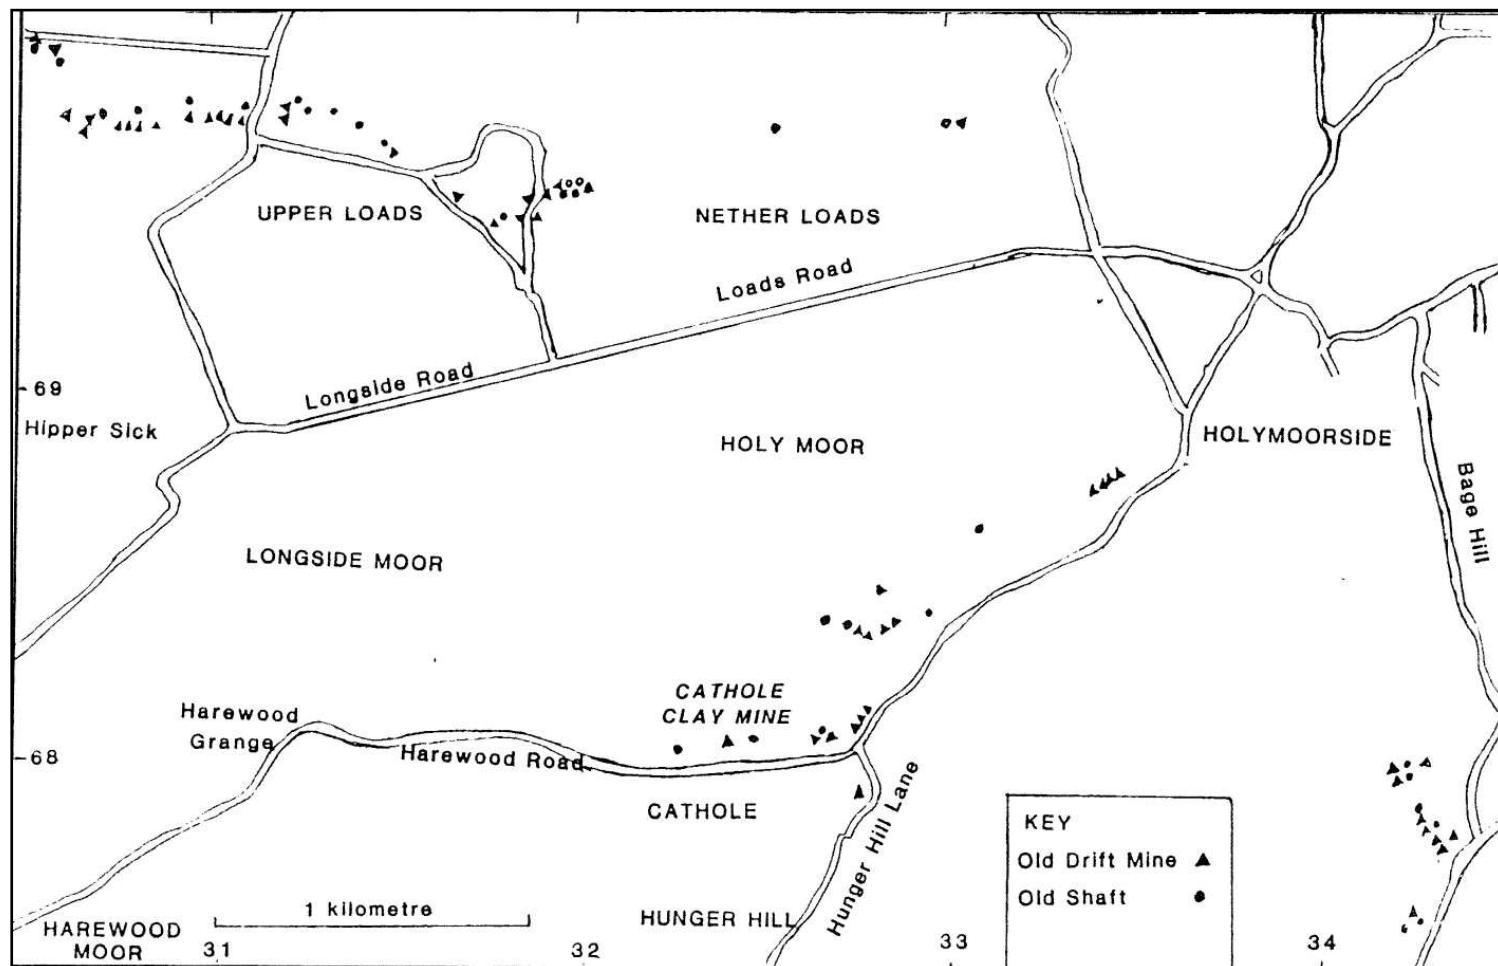 UPPER LOADS
NETHER LOADS
Loads Road
Longside Road
69
Hipper Sick
HOLY MOOR
HOLYMOORSIDE
Bage Hill
LONGSIDE MOOR
CATHOLE
CLAY MINE
Harewood
Grange
Harewood Road
68
CATHOLE
Hunger Hill Lane
KEY
Old Drift Mine
Old Shaft
1 kilometre
HUNGER HILL
HAREWOOD
MOOR
31
32
33
34